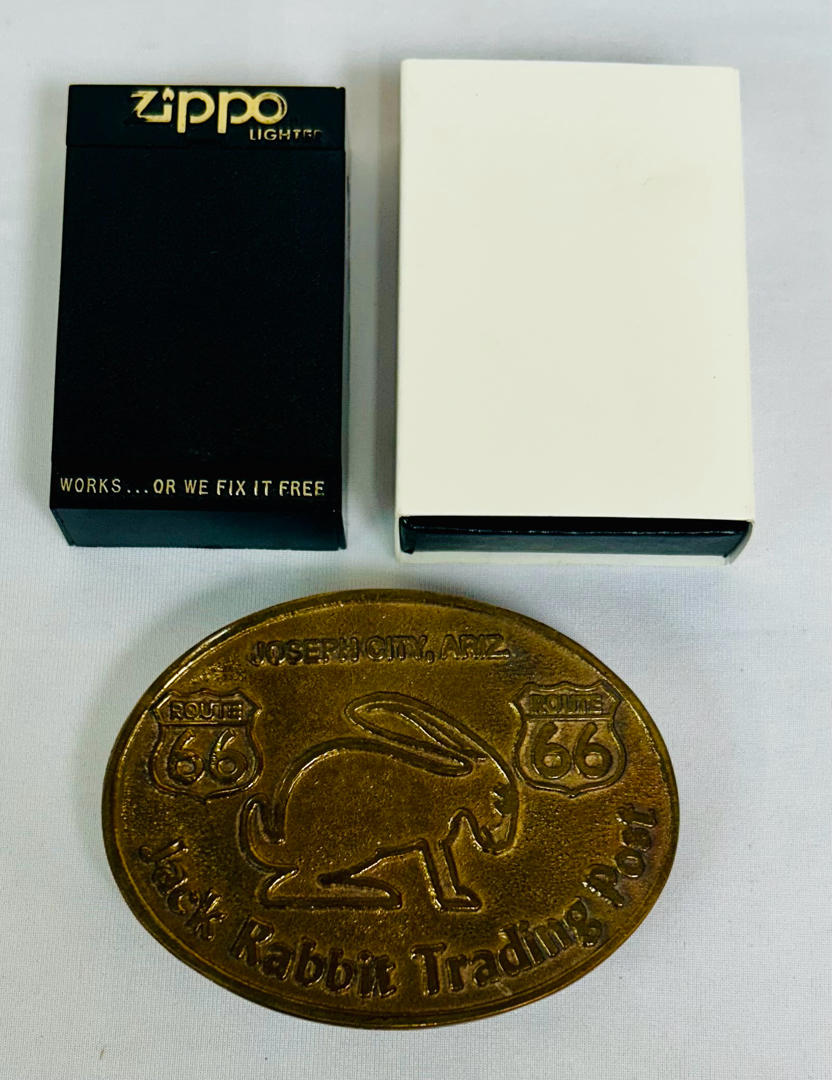 Zippo
LIGHTER
WORKS...OR WE FIX IT FREE
JOSEPH CITY, ARIZ.
ROUTE
66
ROUTE
66
Jack Rabbit Trading Post